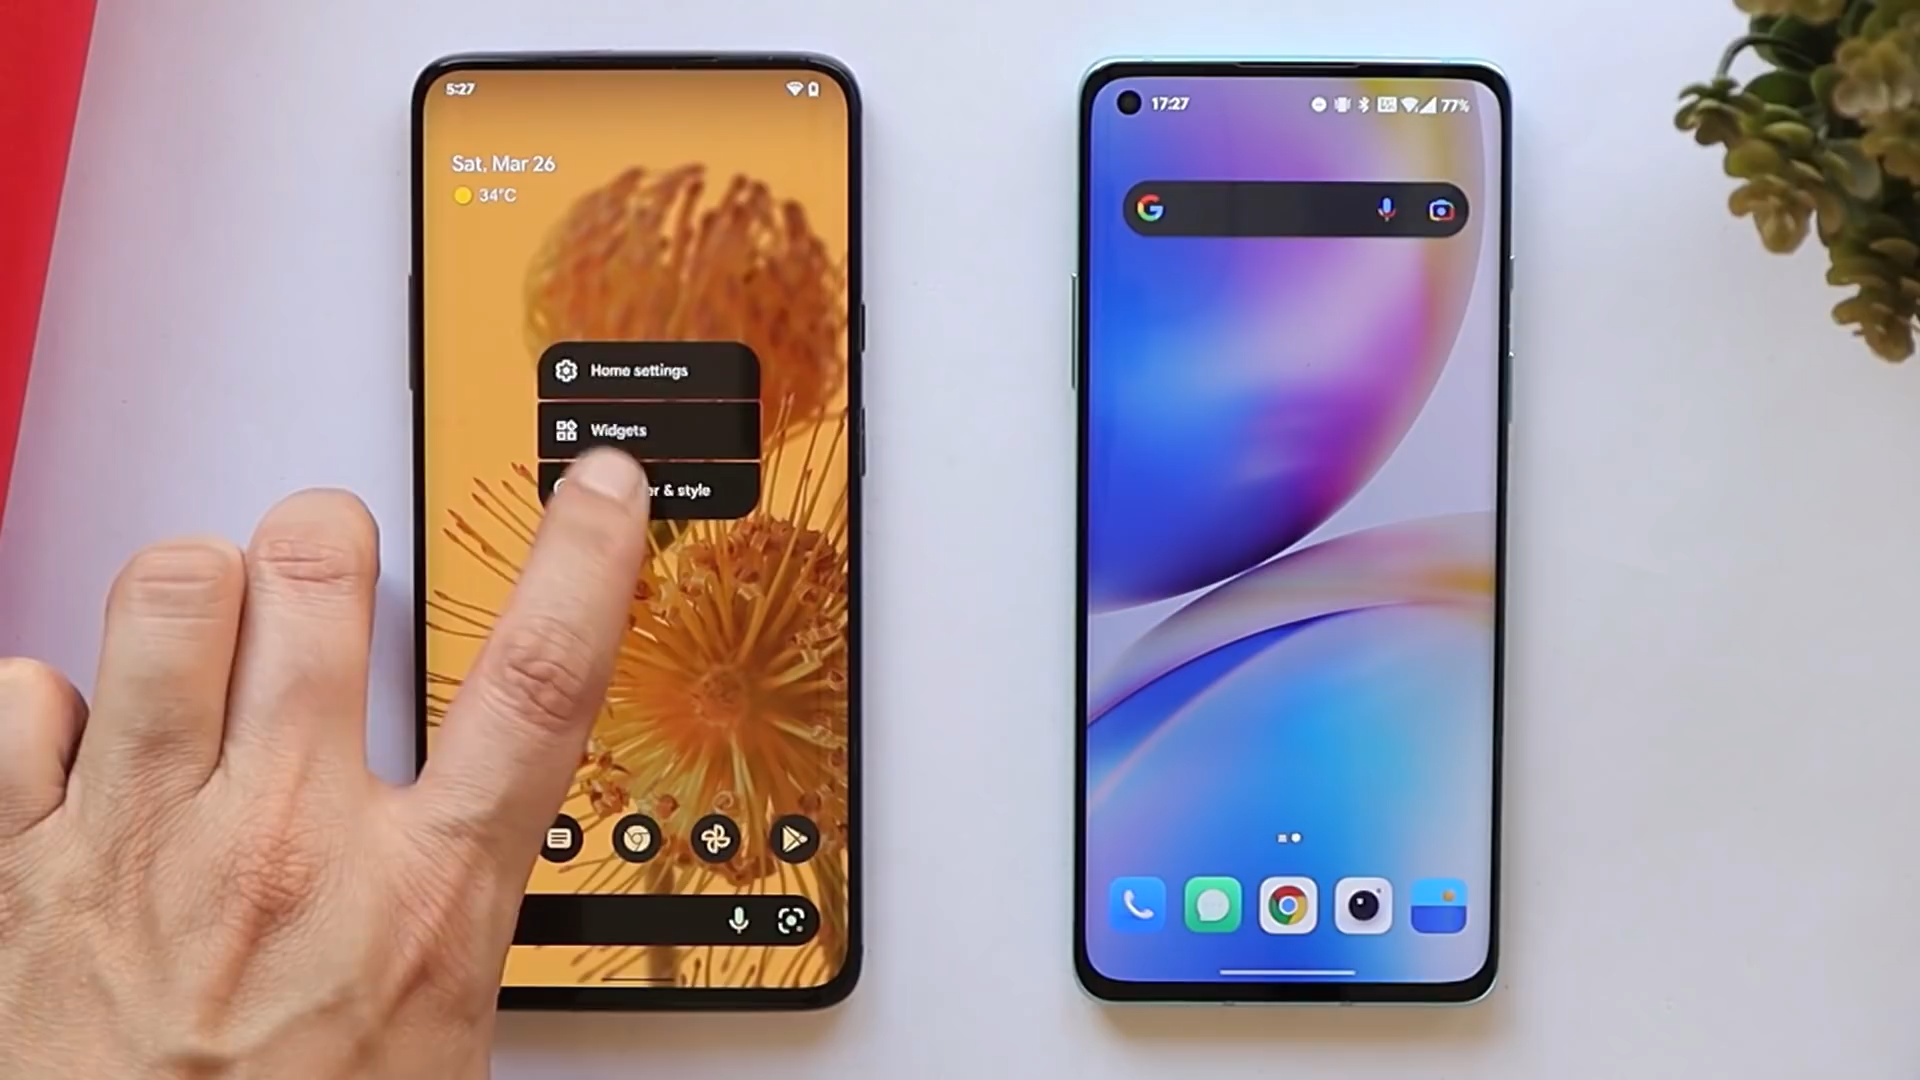 5:27
Sat, Mar 26
34°C
Home settings
Widgets
& style
17:27
77%